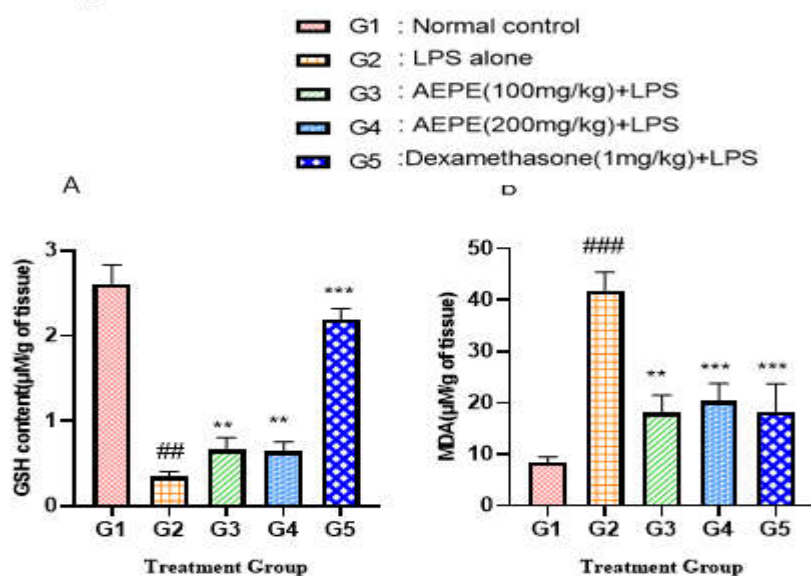 G1 : Normal control
G2 : LPS alone
G3 : AEPE(100mg/kg)+LPS
G4 : AEPE(200mg/kg)+LPS
G5 :Dexamethasone(1mg/kg)+LPS
A
GSH content(µM/g of tissue)
3
2
1
0
##
**
**
***
G1 G2 G3 G4 G5
Treatment Group
MDA(µM/g of tissue)
50
40
30
20
10
0
###
**
***
***
G1 G2 G3 G4 G5
Treatment Group